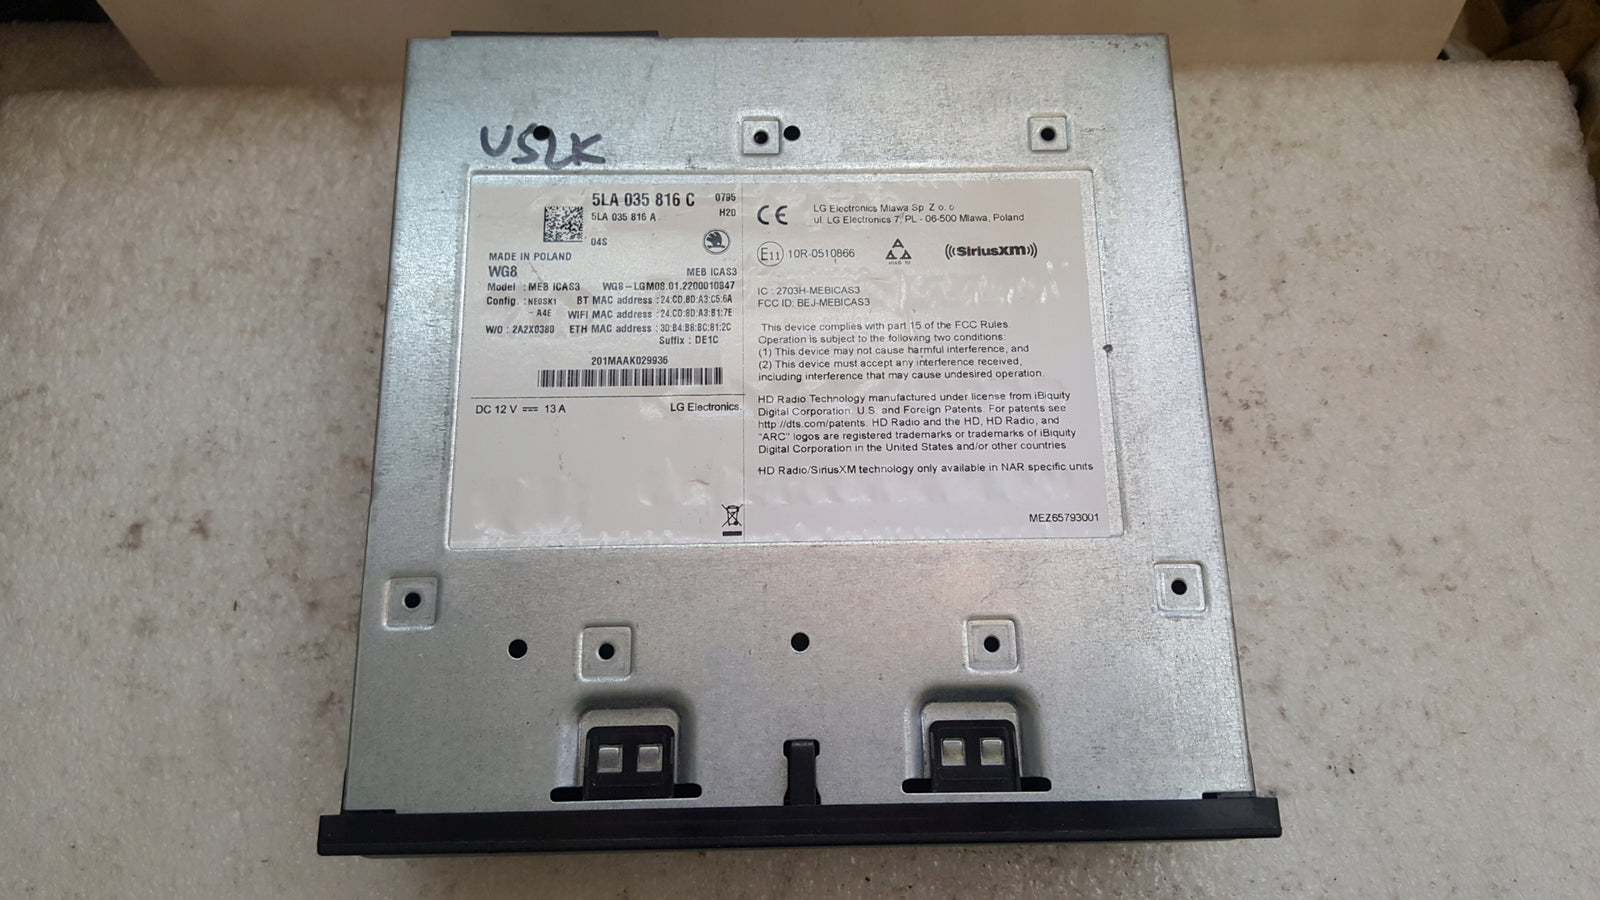 USLK
5LA 035 816 C 0795
5LA 035 816 A H20
04S
MADE IN POLAND
WG8 MEB ICAS3
Model : MEB ICAS3 WG8-LGM08.01.2200010847
Config. : NE0SK1 BT MAC address : 24:CD:8D:A3:C5:6A
- A4E WIFI MAC address : 24:CD:8D:A3:B1:7E
W/O : 2A2X0380 ETH MAC address : 3D:B4:B8:BC:81:2C
Suffix : DE1C
201MAAK029936
DC 12 V 13 A LG Electronics.
CE LG Electronics Mlawa Sp. Z o. o
ul. LG Electronics 7, PL - 06-500 Mlawa, Poland
E11 10R-0510866 SiriusXM
IC : 2703H-MEBICAS3
FCC ID: BEJ-MEBICAS3
This device complies with part 15 of the FCC Rules.
Operation is subject to the following two conditions:
(1) This device may not cause harmful interference, and
(2) This device must accept any interference received,
including interference that may cause undesired operation.
HD Radio Technology manufactured under license from iBiquity
Digital Corporation. U.S. and Foreign Patents. For patents see
http://dts.com/patents. HD Radio and the HD, HD Radio, and
"ARC" logos are registered trademarks or trademarks of iBiquity
Digital Corporation in the United States and/or other countries
HD Radio/SiriusXM technology only available in NAR specific units
MEZ65793001